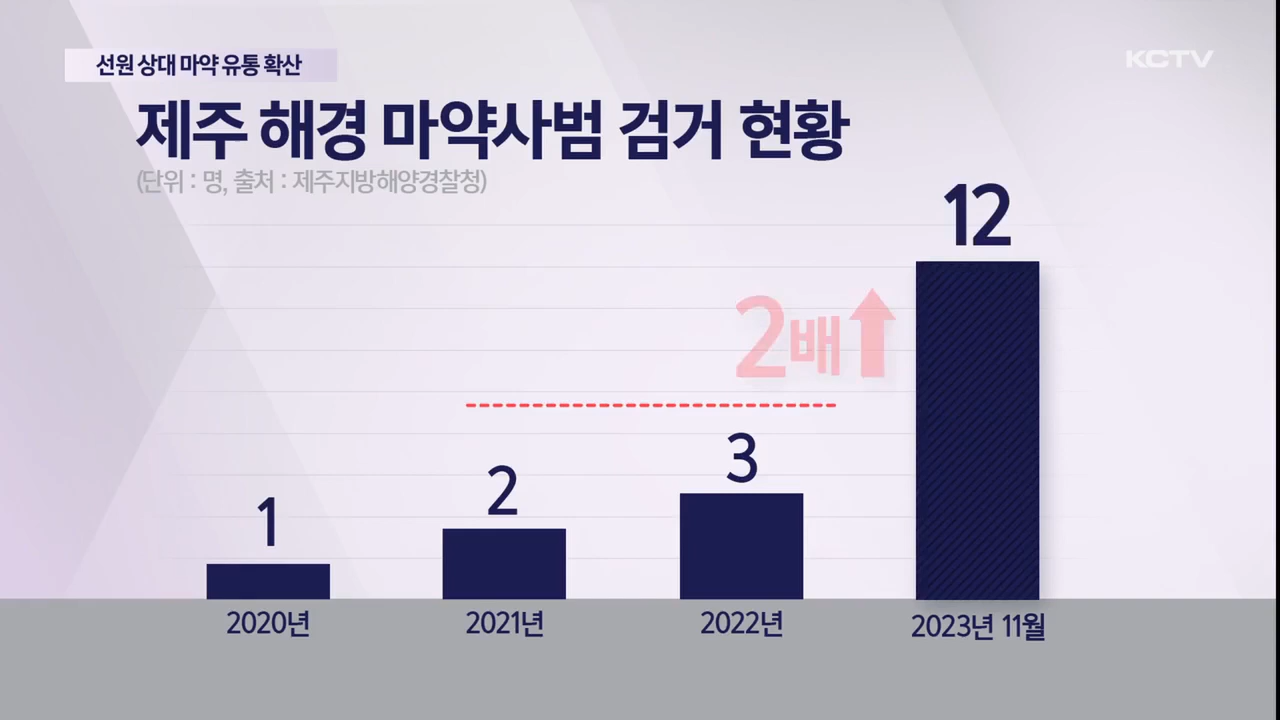 선원 상대 마약 유통 확산
KCTV
제주 해경 마약사범 검거 현황
(단위 : 명, 출처 : 제주지방해양경찰청)
12
2배
3
2
1
2020년
2021년
2022년
2023년 11월